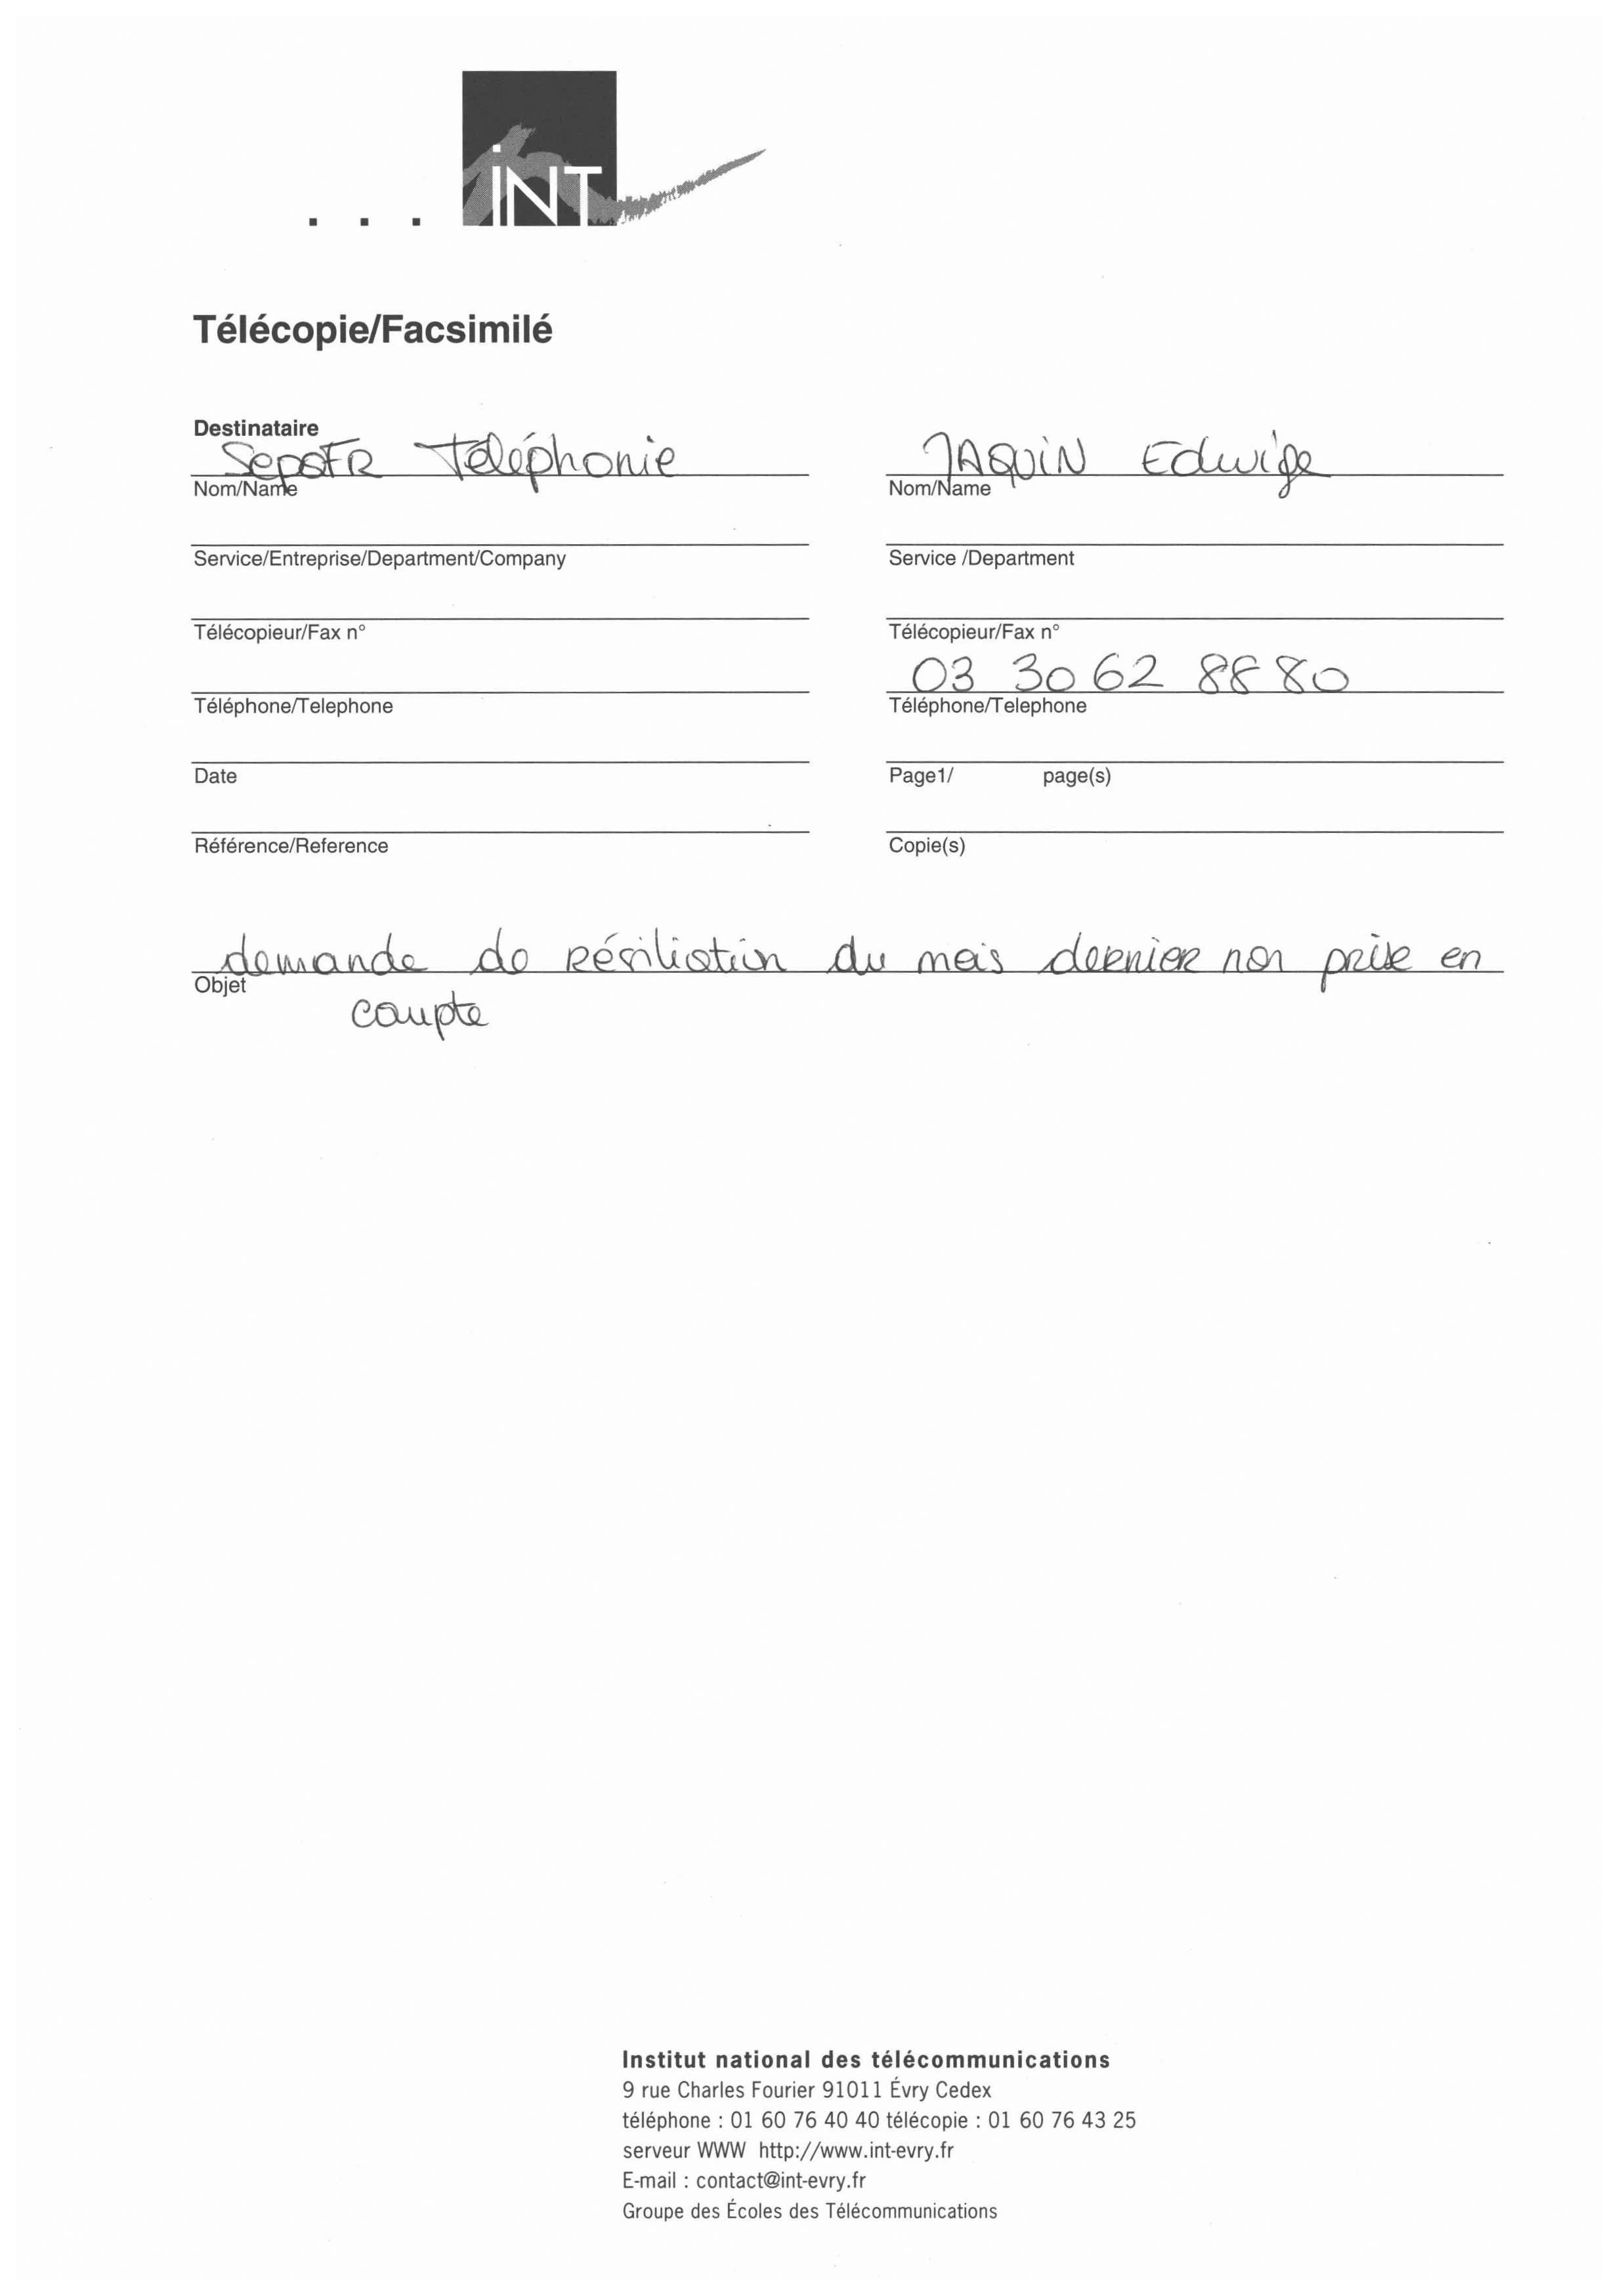 . . . iNT
Télécopie/Facsimilé
Destinataire
Téléphonie
Nom/Name
Service/Entreprise/Department/Company
Télécopieur/Fax n°
Téléphone/Telephone
Date
Référence/Reference
JAQUiN Edwige
Nom/Name
Service /Department
Télécopieur/Fax n°
03 30 62 88 80
Téléphone/Telephone
Page1/ page(s)
Copie(s)
demande de Résiliation du mois dernier non prise en
Objet
compte
Institut national des télécommunications
9 rue Charles Fourier 91011 Évry Cedex
téléphone : 01 60 76 40 40 télécopie : 01 60 76 43 25
serveur WWW http://www.int-evry.fr
E-mail : contact@int-evry.fr
Groupe des Écoles des Télécommunications